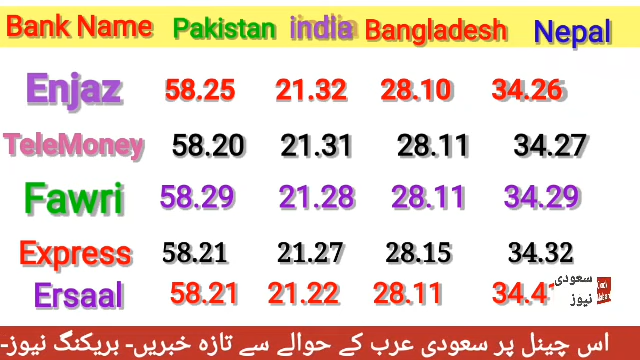 Bank Name Pakistan india Bangladesh Nepal
Enjaz 58.25 21.32 28.10 34.26
TeleMoney 58.20 21.31 28.11 34.27
Fawri 58.29 21.28 28.11 34.29
Express 58.21 21.27 28.15 34.32
Ersaal 58.21 21.22 28.11
سعودی
نیوز
اس چینل پر سعودی عرب کے حوالے سے تازہ خبریں- بریکنگ نیوز-